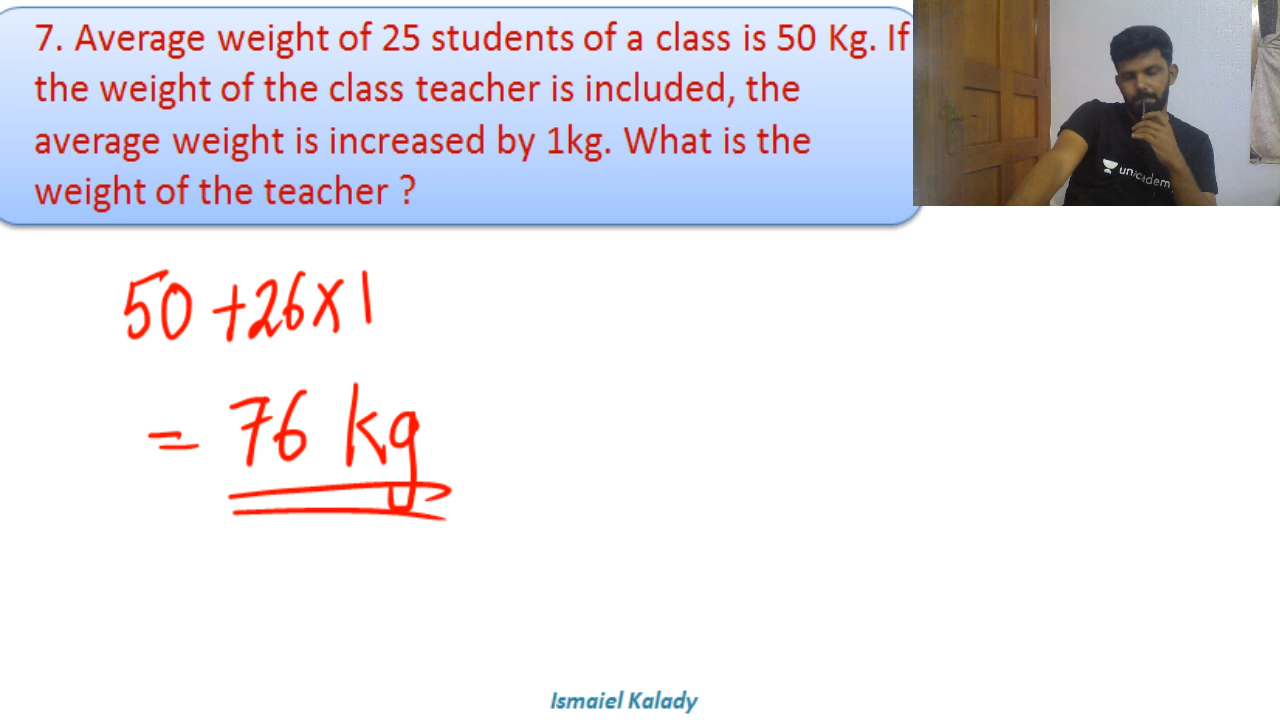 7. Average weight of 25 students of a class is 50 Kg. If
the weight of the class teacher is included, the
average weight is increased by 1kg. What is the
weight of the teacher ?
unacademy
50 + 26 x 1
= 76 kg
Ismaiel Kalady